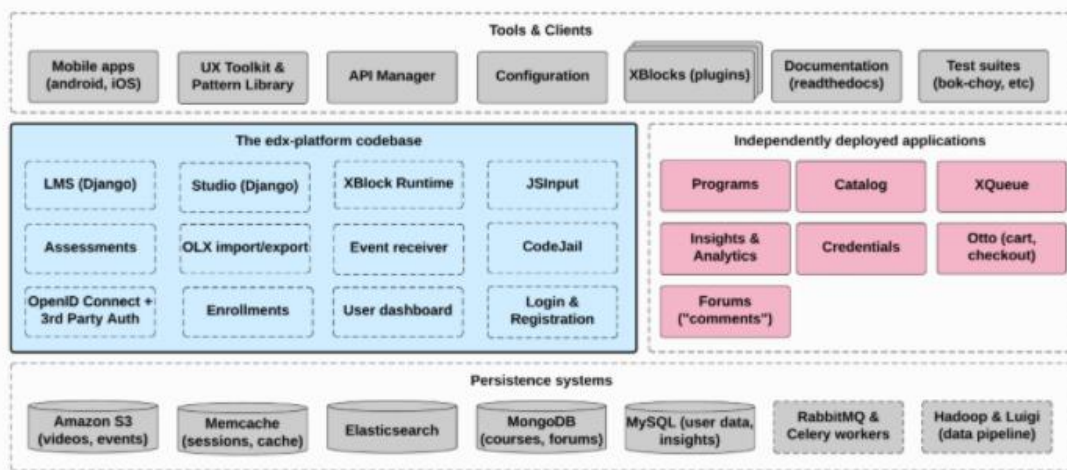 Tools & Clients
Mobile apps
(android, iOS)
UX Toolkit &
Pattern Library
API Manager
Configuration
XBlocks (plugins)
Documentation
(readthedocs)
Test suites
(bok-choy, etc)
The edx-platform codebase
LMS (Django)
Studio (Django)
XBlock Runtime
JSInput
Assessments
OLX import/export
Event receiver
CodeJail
OpenID Connect +
3rd Party Auth
Enrollments
User dashboard
Login &
Registration
Independently deployed applications
Programs
Catalog
XQueue
Insights &
Analytics
Credentials
Otto (cart,
checkout)
Forums
("comments")
Persistence systems
Amazon S3
(videos, events)
Memcache
(sessions, cache)
Elasticsearch
MongoDB
(courses, forums)
MySQL (user data,
insights)
RabbitMQ &
Celery workers
Hadoop & Luigi
(data pipeline)